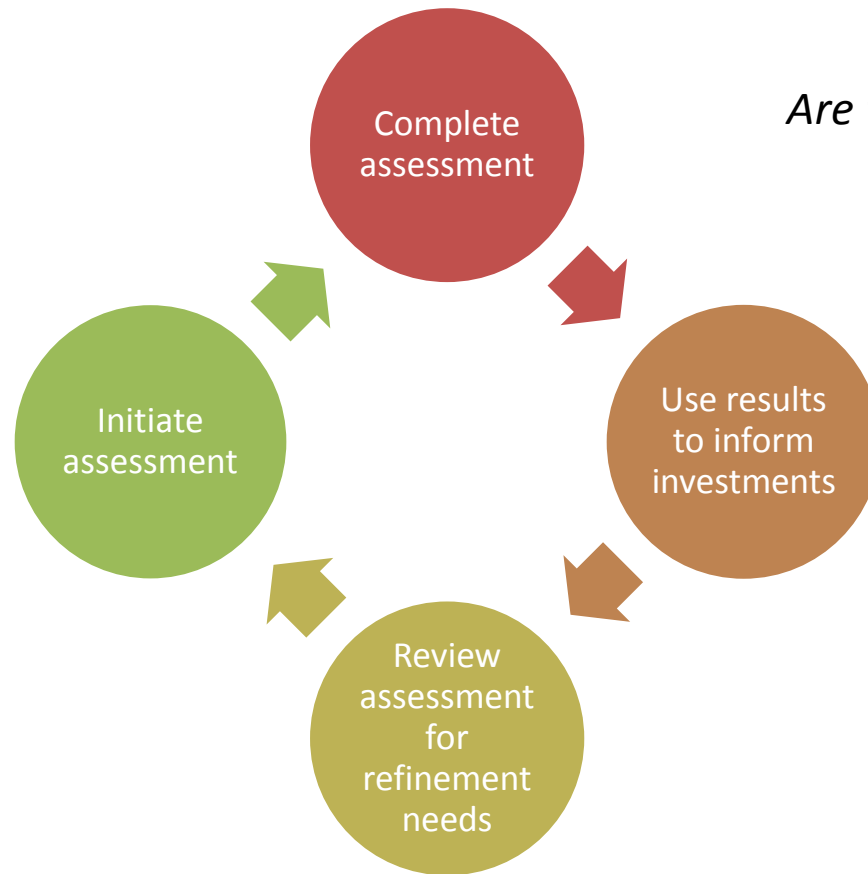 Complete
assessment
Are
Use results
to inform
investments
Review
assessment
for
refinement
needs
Initiate
assessment